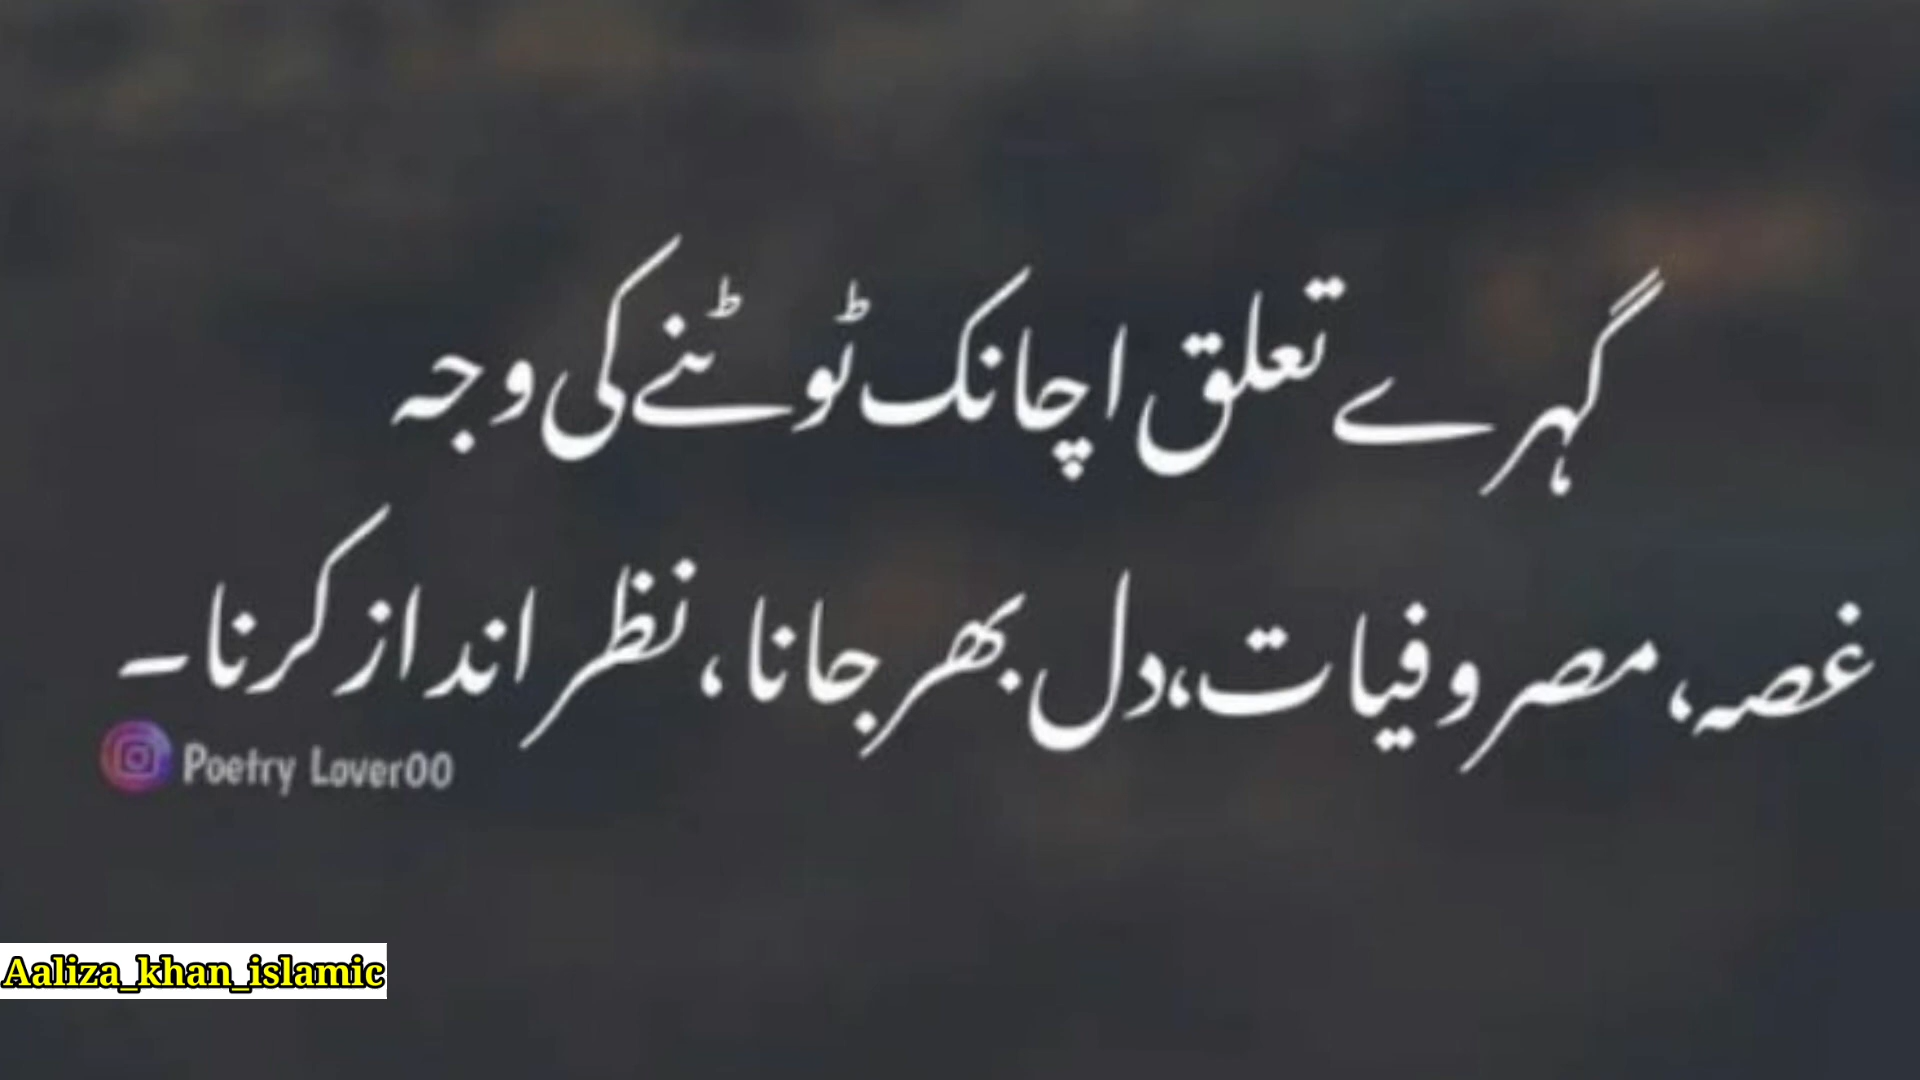 گہرے تعلق اچانک ٹوٹنے کی وجہ
غصہ، مصروفیات،دل بھر جانا، نظر انداز کرنا۔
Poetry Lover00
Aaliza_khan_islamic